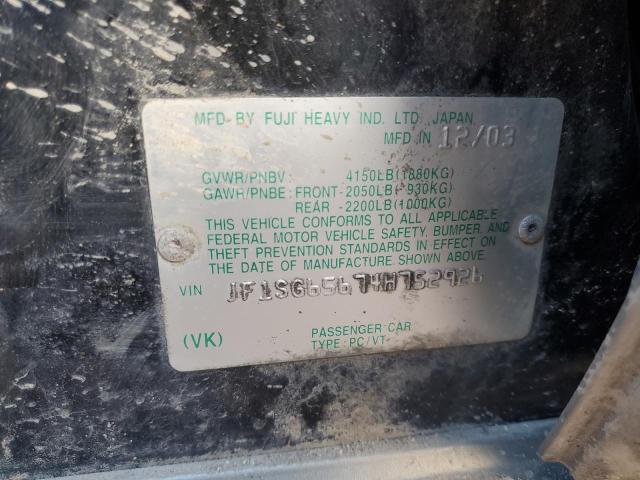 MFD BY FUJI HEAVY IND. LTD. JAPAN
MFD IN 12/03
GVWR/PNBV: 4150LB(1880KG)
GAWR/PNBE: FRONT-2050LB( 930KG)
REAR -2200LB(1000KG)
THIS VEHICLE CONFORMS TO ALL APPLICABLE
FEDERAL MOTOR VEHICLE SAFETY, BUMPER, AND
THEFT PREVENTION STANDARDS IN EFFECT ON
DATE OF MANUFACTURE SHOWN ABOVE.
VIN JF1SG65674H752926
(VK) PASSENGER CAR
TYPE: PC/VT